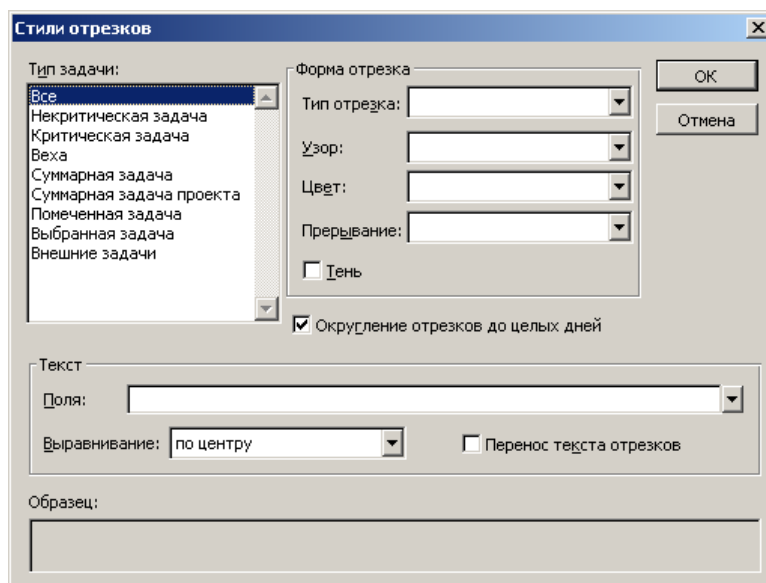 Стили отрезков
Тип задачи:
Все
Некритическая задача
Критическая задача
Веха
Суммарная задача
Суммарная задача проекта
Помеченная задача
Выбранная задача
Внешние задачи
Форма отрезка
Тип отрезка:
Узор:
Цвет:
Прерывание:
Тень
ОК
Отмена
Округление отрезков до целых дней
Текст
Поля:
Выравнивание: по центру
Перенос текста отрезков
Образец: